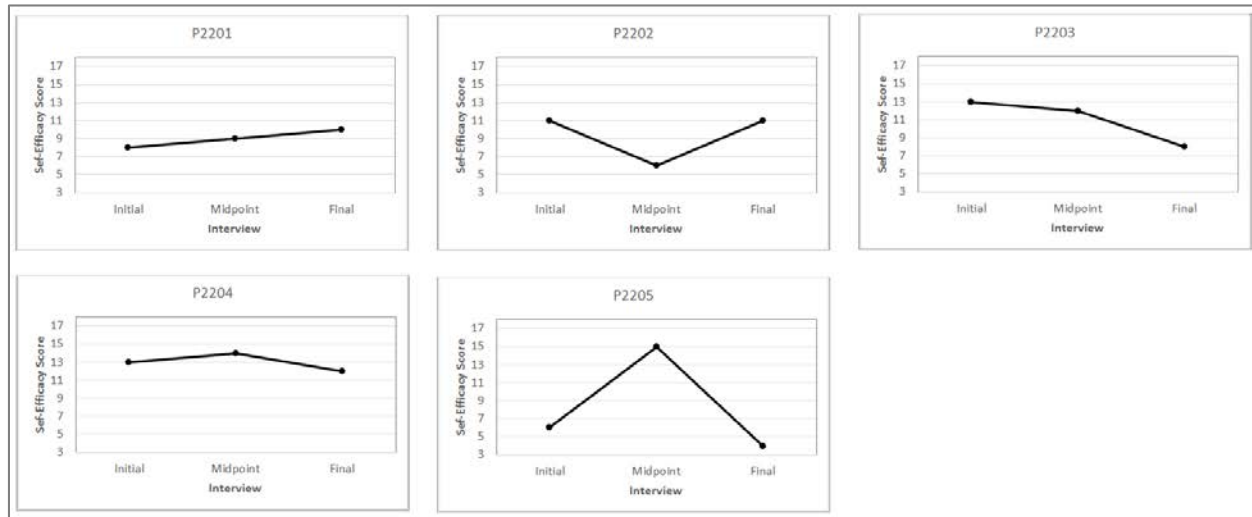 P2201
Sef-Efficacy Score
17
15
13
11
9
7
5
3
Initial Midpoint Final
Interview
P2202
Sef-Efficacy Score
17
15
13
11
9
7
5
3
Initial Midpoint Final
Interview
P2203
Sef-Efficacy Score
17
15
13
11
9
7
5
3
Initial Midpoint Final
Interview
P2204
Sef-Efficacy Score
17
15
13
11
9
7
5
3
Initial Midpoint Final
Interview
P2205
Sef-Efficacy Score
17
15
13
11
9
7
5
3
Initial Midpoint Final
Interview